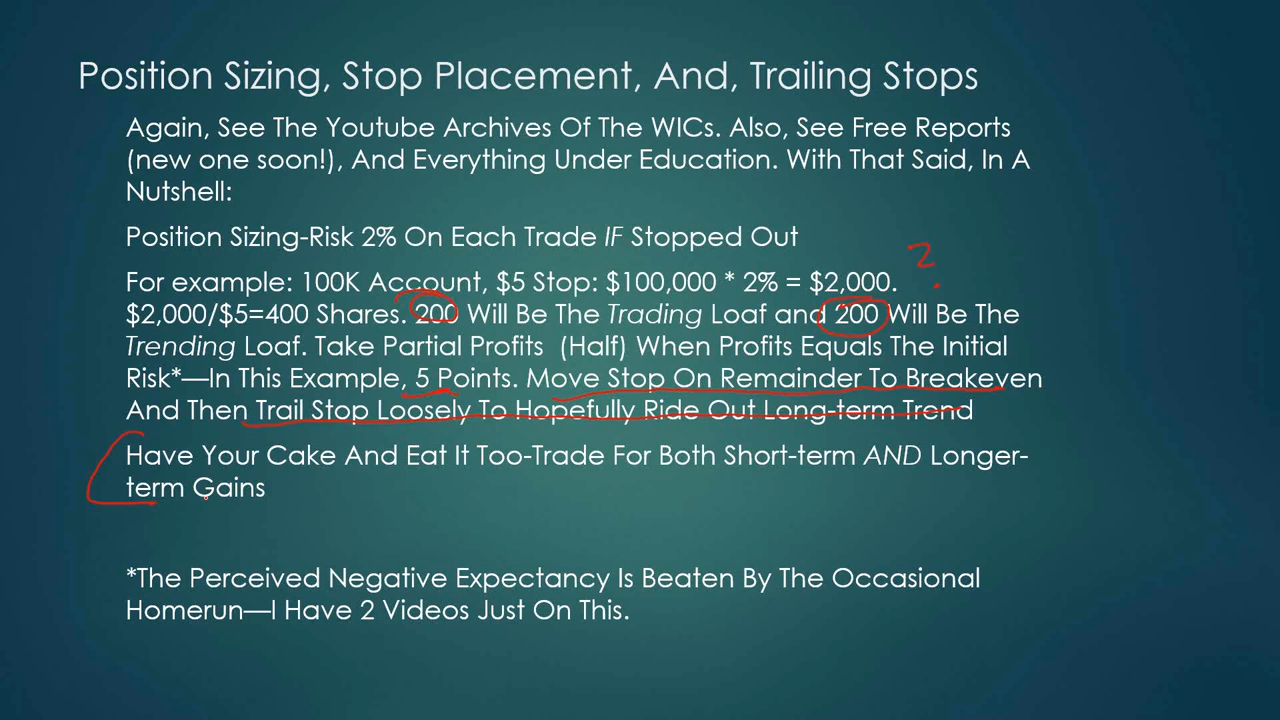 Position Sizing, Stop Placement, And, Trailing Stops
Again, See The Youtube Archives Of The WICs. Also, See Free Reports
(new one soon!), And Everything Under Education. With That Said, In A
Nutshell:
Position Sizing-Risk 2% On Each Trade IF Stopped Out
?
For example: 100K Account, $5 Stop: $100,000 * 2% = $2,000.
$2,000/$5=400 Shares. 200 Will Be The Trading Loaf and 200 Will Be The
Trending Loaf. Take Partial Profits (Half) When Profits Equals The Initial
Risk*—In This Example, 5 Points. Move Stop On Remainder To Breakeven
And Then Trail Stop Loosely To Hopefully Ride Out Long-term Trend
Have Your Cake And Eat It Too-Trade For Both Short-term AND Longer-
term Gains
*The Perceived Negative Expectancy Is Beaten By The Occasional
Homerun—I Have 2 Videos Just On This.